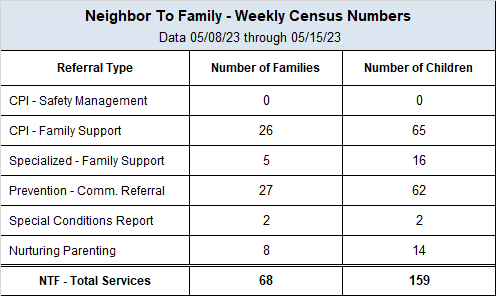 Neighbor To Family - Weekly Census Numbers
Data 05/08/23 through 05/15/23
Referral Type Number of Families Number of Children
CPI - Safety Management 0 0
CPI - Family Support 26 65
Specialized - Family Support 5 16
Prevention - Comm. Referral 27 62
Special Conditions Report 2 2
Nurturing Parenting 8 14
NTF - Total Services 68 159